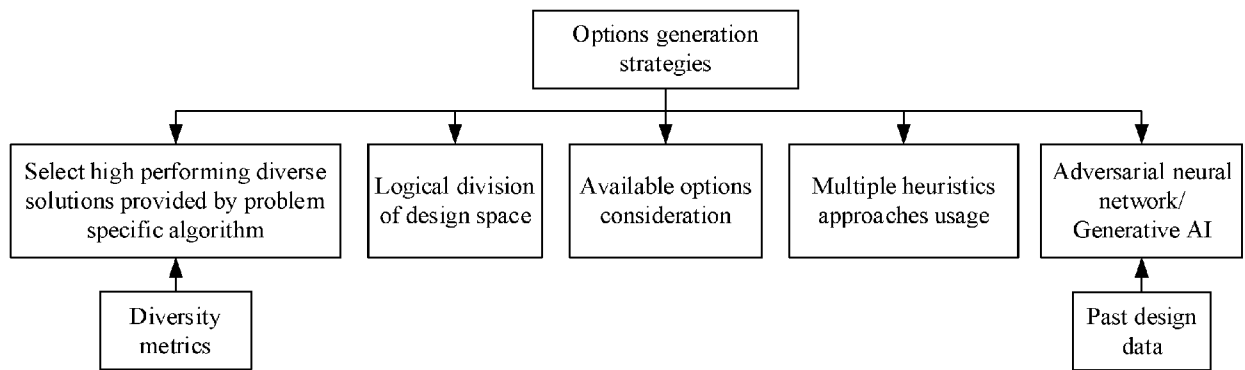 Options generation
strategies
Select high performing diverse
solutions provided by problem
specific algorithm
Logical division
of design space
Available options
consideration
Multiple heuristics
approaches usage
Adversarial neural
network/
Generative AI
Diversity
metrics
Past design
data